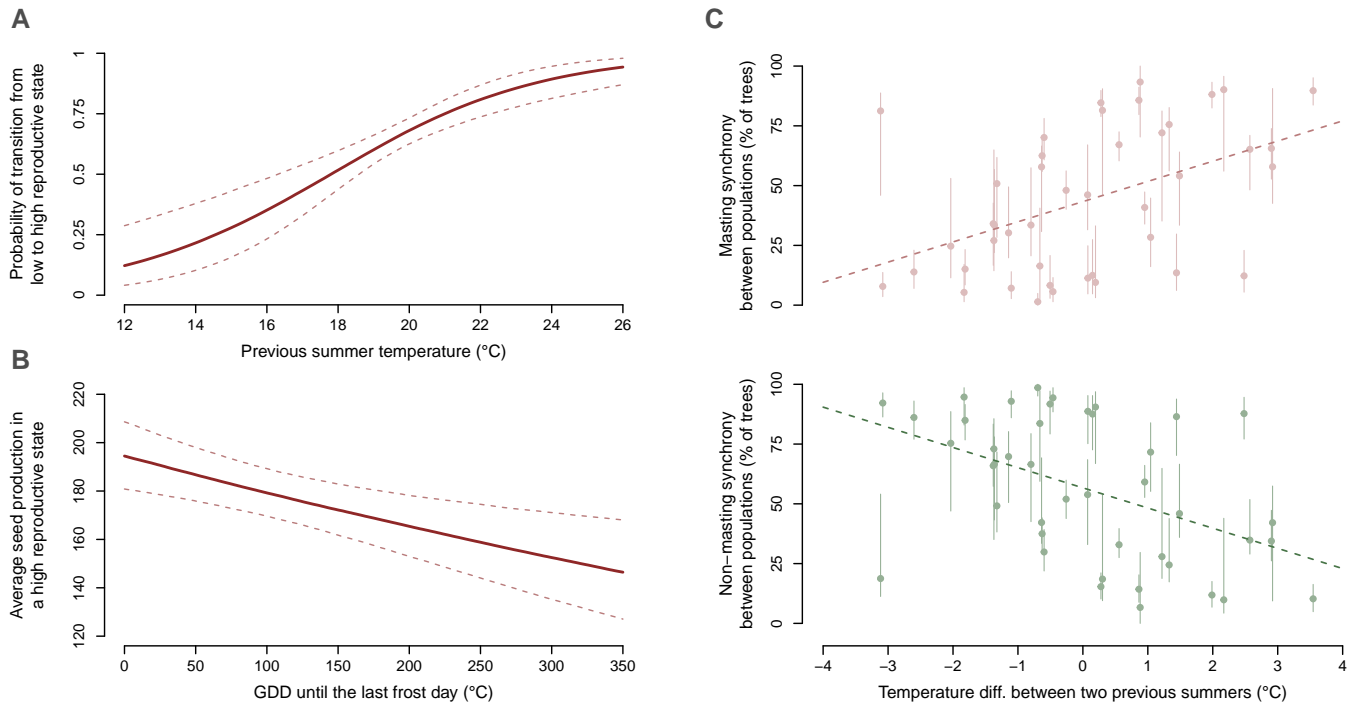 A
Probability of transition from
low to high reproductive state
0 0.25 0.5 0.75 1
12 14 16 18 20 22 24 26
Previous summer temperature (°C)
B
Average seed production in
a high reproductive state
120 140 160 180 200 220
0 50 100 150 200 250 300 350
GDD until the last frost day (°C)
C
Masting synchrony
between populations (% of trees)
0 25 50 75 100
Non−masting synchrony
between populations (% of trees)
0 25 50 75 100
−4 −3 −2 −1 0 1 2 3 4
Temperature diff. between two previous summers (°C)